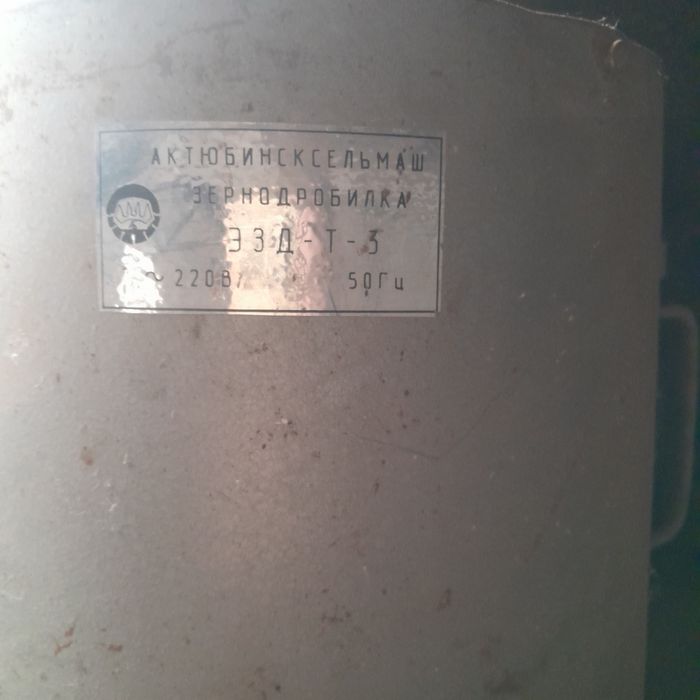 АКТЮБИНСКСЕЛЬМАШ
ЗЕРНОДРОБИЛКА
ЭЗД-Т-3
~ 220В 50Гц